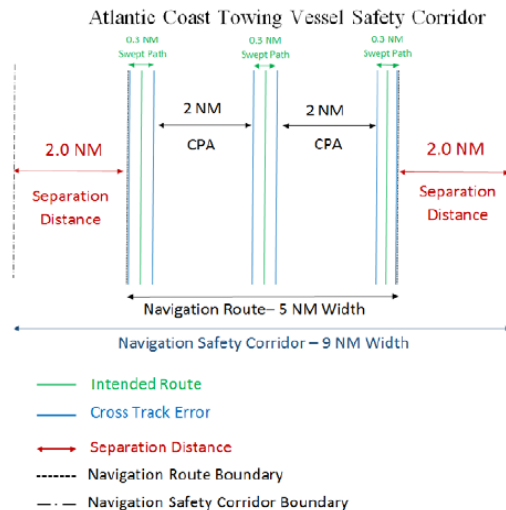 Atlantic Coast Towing Vessel Safety Corridor
0.3 NM 0.3 NM 0.3 NM
Swept Path Swept Path Swept Path
2 NM 2 NM
CPA CPA
2.0 NM 2.0 NM
Separation Separation
Distance Distance
Navigation Route– 5 NM Width
Navigation Safety Corridor – 9 NM Width
Intended Route
Cross Track Error
Separation Distance
Navigation Route Boundary
Navigation Safety Corridor Boundary